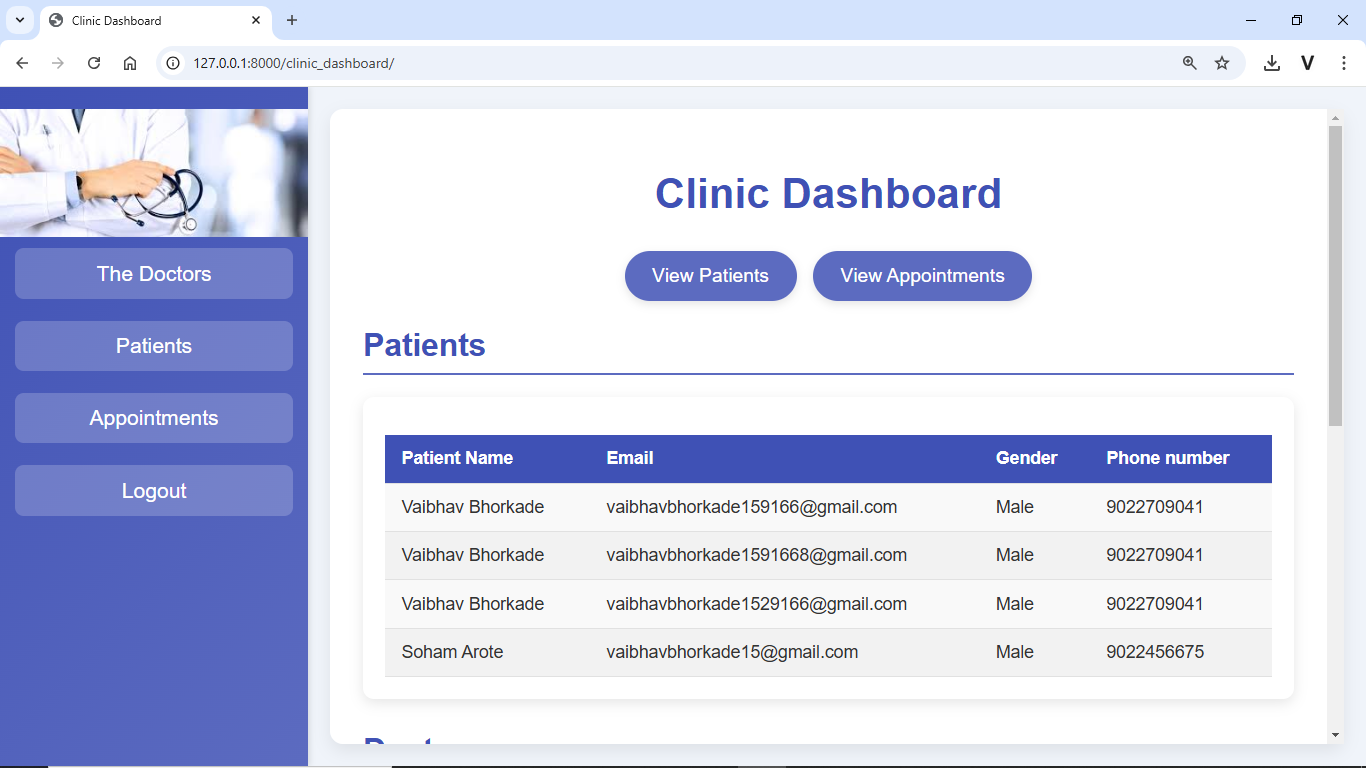 Clinic Dashboard
127.0.0.1:8000/clinic_dashboard/
V
The Doctors
Patients
Appointments
Logout
Clinic Dashboard
View Patients View Appointments
Patients
Patient Name Email Gender Phone number
Vaibhav Bhorkade vaibhavbhorkade159166@gmail.com Male 9022709041
Vaibhav Bhorkade vaibhavbhorkade1591668@gmail.com Male 9022709041
Vaibhav Bhorkade vaibhavbhorkade1529166@gmail.com Male 9022709041
Soham Arote vaibhavbhorkade15@gmail.com Male 9022456675